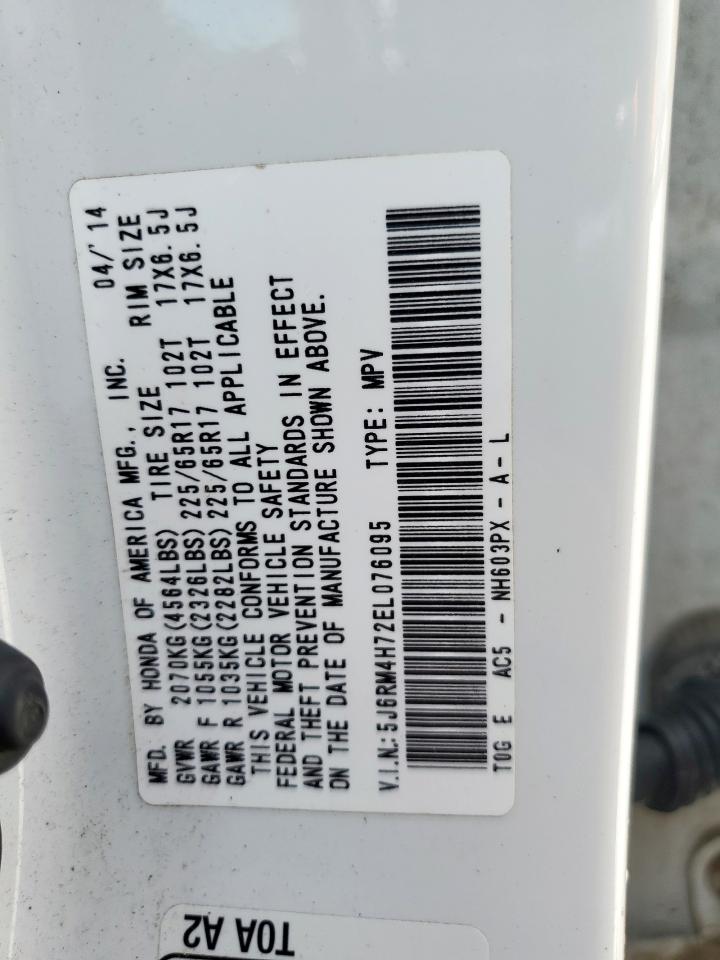 MFD. BY HONDA OF AMERICA MFG., INC. 04/'14
GVWR 2070KG(4564LBS) TIRE SIZE RIM SIZE
GAWR F 1055KG(2326LBS) 225/65R17 102T 17X6.5J
GAWR R 1035KG(2282LBS) 225/65R17 102T 17X6.5J
THIS VEHICLE CONFORMS TO ALL APPLICABLE
FEDERAL MOTOR VEHICLE SAFETY
AND THEFT PREVENTION STANDARDS IN EFFECT
ON THE DATE OF MANUFACTURE SHOWN ABOVE.
V.I.N.:5J6RM4H72EL076095 TYPE: MPV
T0G E AC5 - NH603PX - A - L
T0A A2